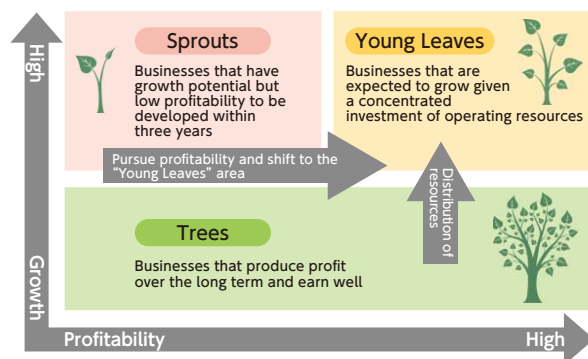 High
Sprouts
Businesses that have
growth potential but
low profitability to be
developed within
three years
Young Leaves
Businesses that are
expected to grow given
a concentrated
investment of operating resources
Pursue profitability and shift to the
“Young Leaves” area
Distribution of
resources
Trees
Businesses that produce profit
over the long term and earn well
Growth
Profitability
High